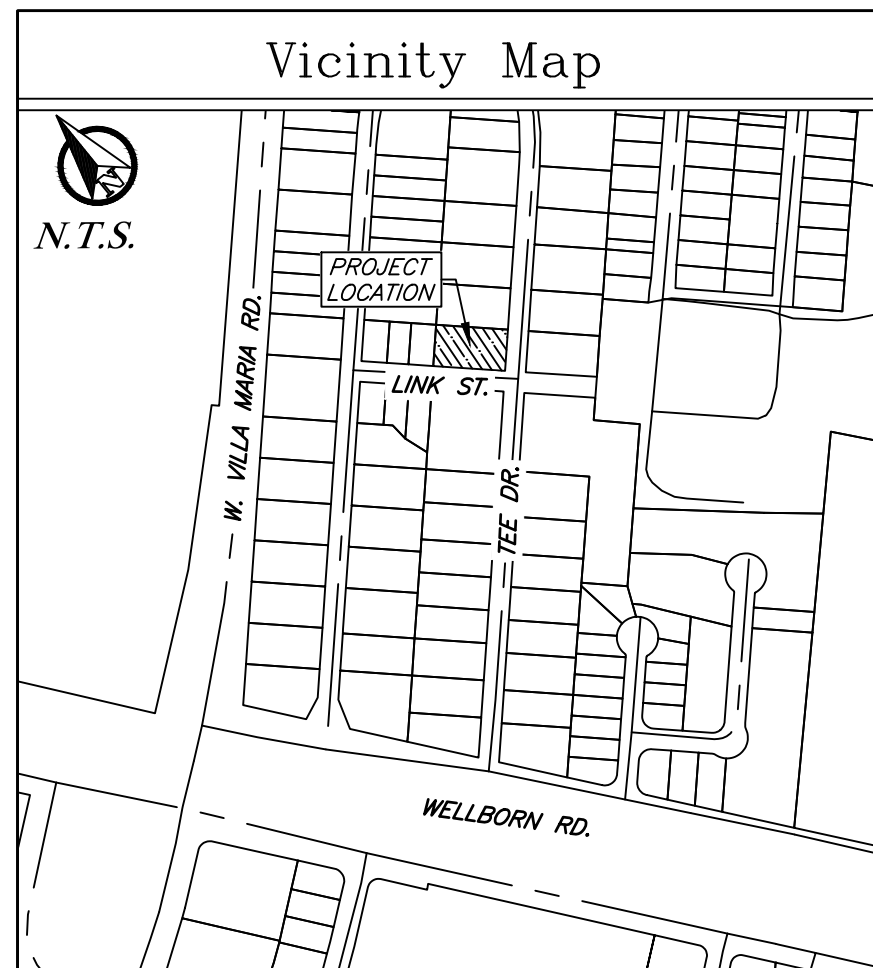 Vicinity Map
N
N.T.S.
PROJECT
LOCATION
W. VILLA MARIA RD.
LINK ST.
TEE DR.
WELLBORN RD.